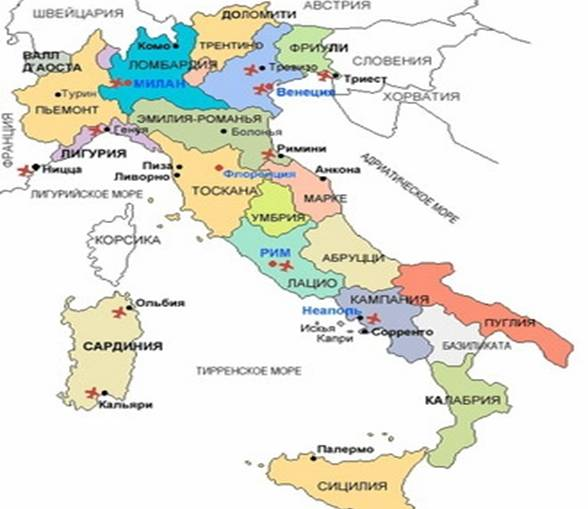 АВСТРИЯ
ШВЕЙЦАРИЯ
ДОЛОМИТИ
Комо
ТРЕНТИНО
ФРИУЛИ
ВАЛЛ
Д'АОСТА
ЛОМБАРДИЯ
Тревизо
СЛОВЕНИЯ
Триест
МИЛАН
Турин
Венеция
ХОРВАТИЯ
ПЬЕМОНТ
ЭМИЛИЯ-РОМАНЬЯ
Генуя
Болонья
ФРАНЦИЯ
ЛИГУРИЯ
Римини
Ницца
Пиза
Флоренция
Анкона
АДРИАТИЧЕСКОЕ МОРЕ
Ливорно
ЛИГУРИЙСКОЕ МОРЕ
ТОСКАНА
МАРКЕ
УМБРИЯ
КОРСИКА
РИМ
АБРУЦЦИ
ЛАЦИО
Ольбия
КАМПАНИЯ
Неаполь
ПУГЛИЯ
Искья
Сорренто
Капри
БАЗИЛИКАТА
САРДИНИЯ
ТИРРЕНСКОЕ МОРЕ
КАЛАБРИЯ
Кальяри
Палермо
СИЦИЛИЯ